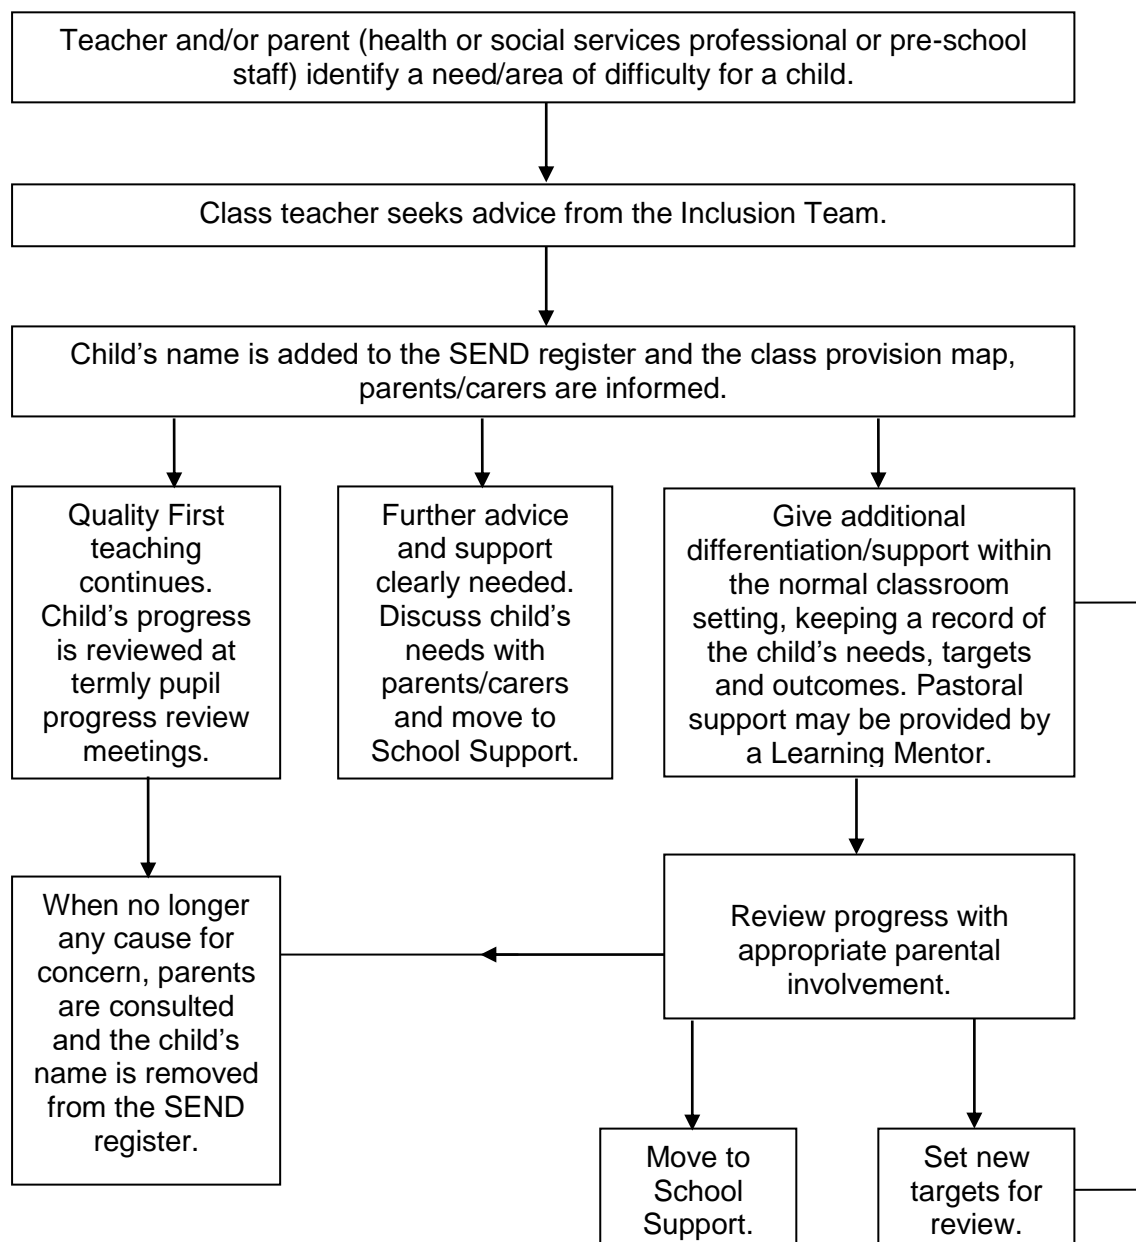 Teacher and/or parent (health or social services professional or pre-school
staff) identify a need/area of difficulty for a child.
Class teacher seeks advice from the Inclusion Team.
Child’s name is added to the SEND register and the class provision map,
parents/carers are informed.
Quality First
teaching
continues.
Child’s progress
is reviewed at
termly pupil
progress review
meetings.
Further advice
and support
clearly needed.
Discuss child’s
needs with
parents/carers
and move to
School Support.
Give additional
differentiation/support within
the normal classroom
setting, keeping a record of
the child’s needs, targets
and outcomes. Pastoral
support may be provided by
a Learning Mentor.
When no longer
any cause for
concern, parents
are consulted
and the child’s
name is removed
from the SEND
register.
Review progress with
appropriate parental
involvement.
Move to
School
Support.
Set new
targets for
review.